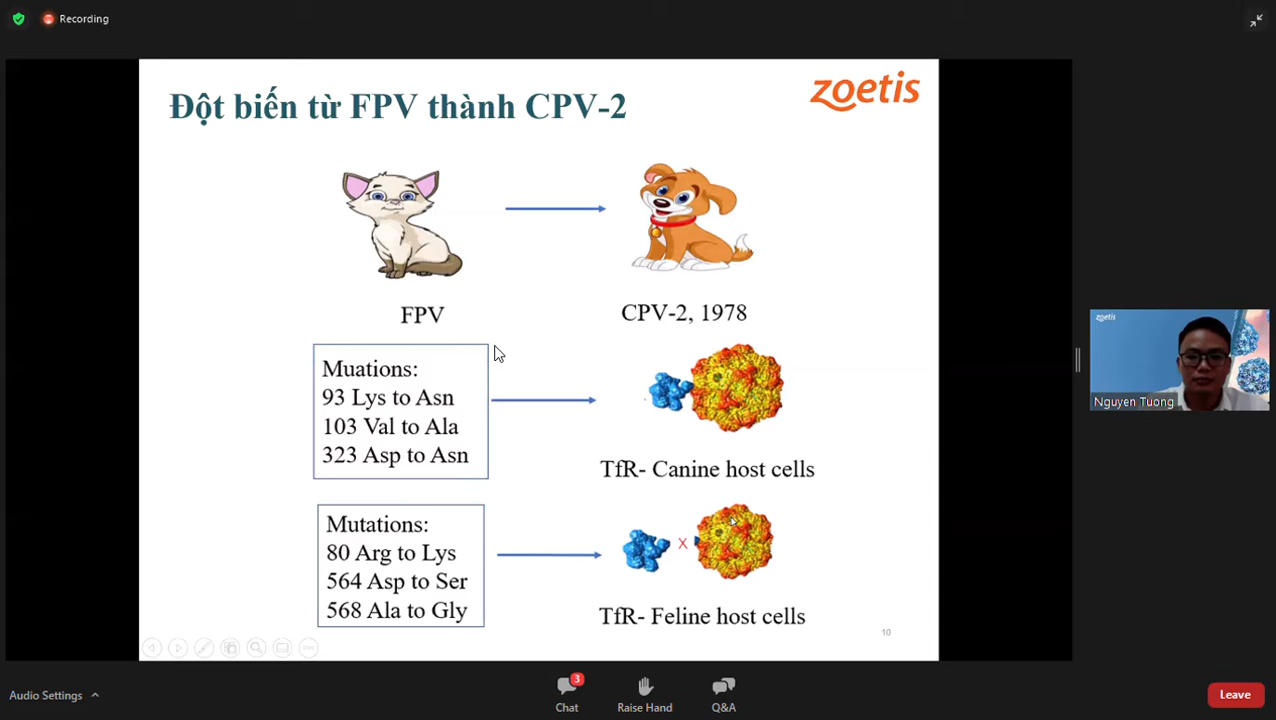 Recording
Đột biến từ FPV thành CPV-2
zoetis
FPV
CPV-2, 1978
Muations:
93 Lys to Asn
103 Val to Ala
323 Asp to Asn
TfR- Canine host cells
Mutations:
80 Arg to Lys
564 Asp to Ser
568 Ala to Gly
X
TfR- Feline host cells
10
zoetis
Nguyen Tuong
Audio Settings
3
Chat
Raise Hand
Q&A
Leave